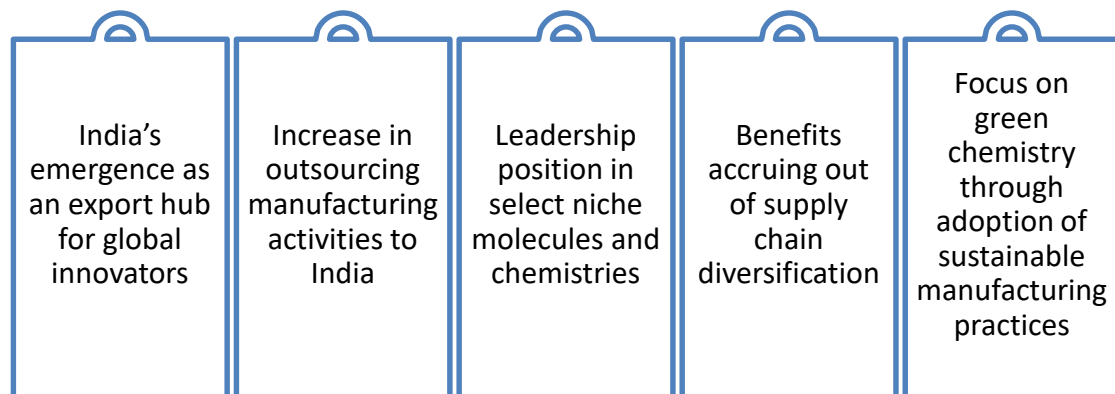 India’s
emergence as
an export hub
for global
innovators
Increase in
outsourcing
manufacturing
activities to
India
Leadership
position in
select niche
molecules and
chemistries
Benefits
accruing out
of supply
chain
diversification
Focus on
green
chemistry
through
adoption of
sustainable
manufacturing
practices